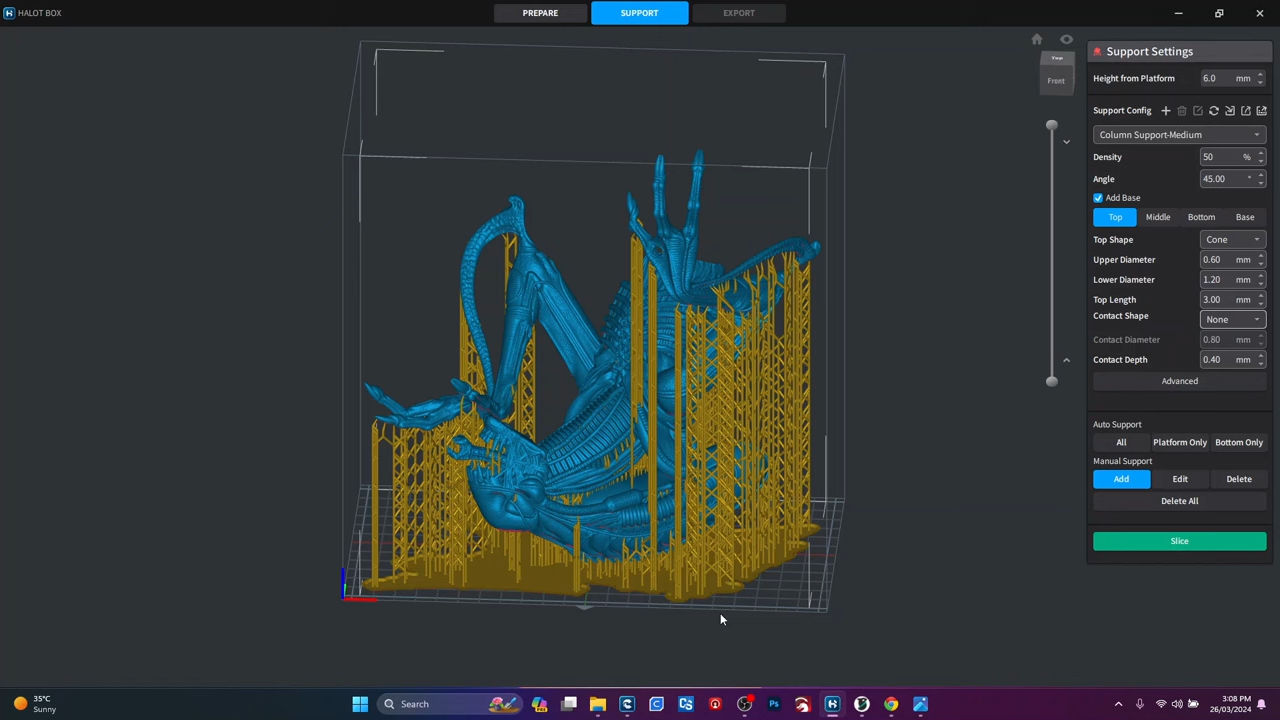 HALOT BOX
PREPARE
SUPPORT
EXPORT
Top
Front
Support Settings
Height from Platform 6.0 mm
Support Config
Column Support-Medium
Density 50 %
Angle 45.00 °
Add Base
Top Middle Bottom Base
Top Shape Cone
Upper Diameter 0.60 mm
Lower Diameter 1.20 mm
Top Length 3.00 mm
Contact Shape None
Contact Diameter 0.80 mm
Contact Depth 0.40 mm
Advanced
Auto Support
All Platform Only Bottom Only
Manual Support
Add Edit Delete
Delete All
Slice
35°C
Sunny
Search
3:08 PM
26/03/2024